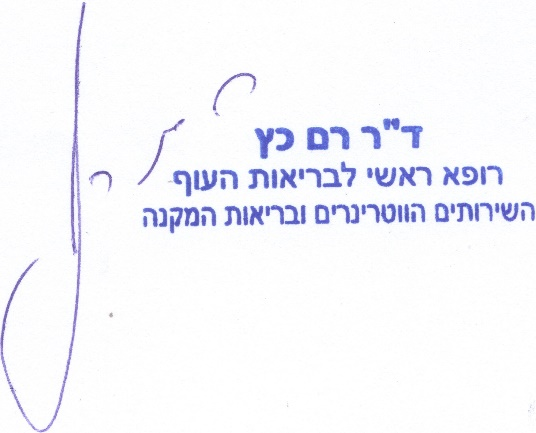 ד"ר רם כץ
רופא ראשי לבריאות העוף
השירותים הווטרינרים ובריאות המקנה